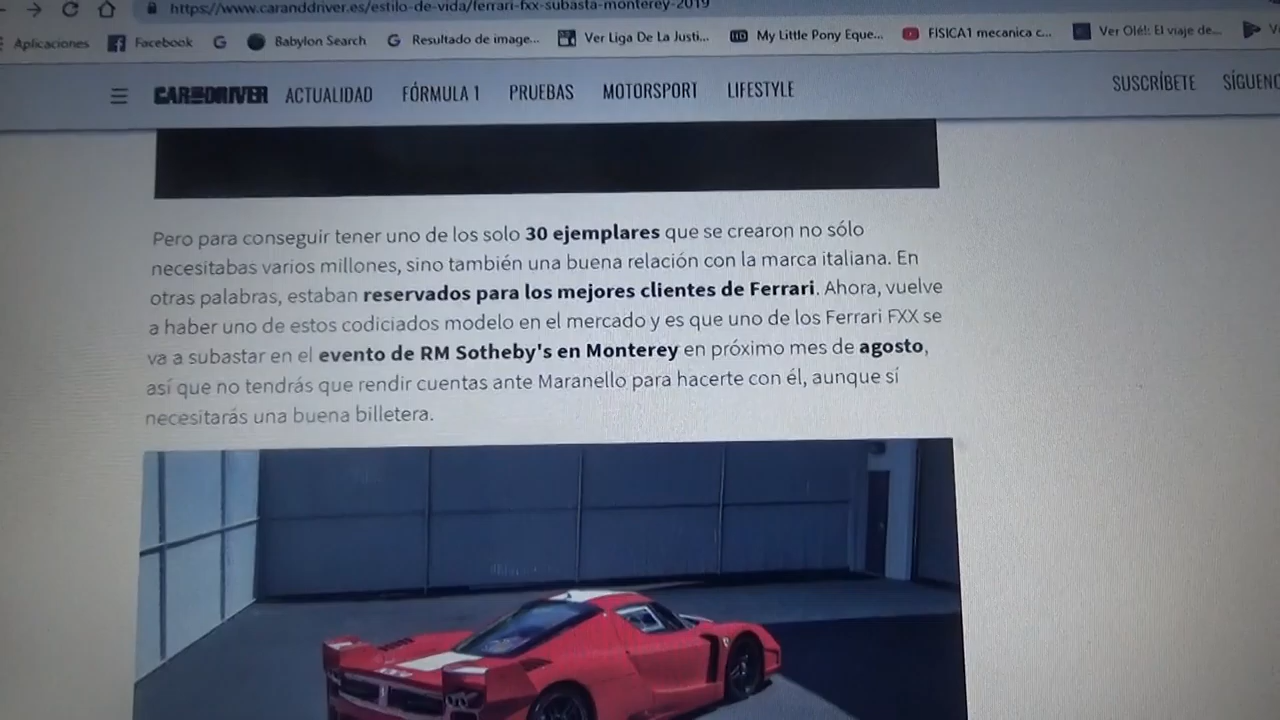 https://www.caranddriver.es/estilo-de-vida/ferrari-fxx-subasta-monterey-2019
Aplicaciones Facebook Babylon Search Resultado de image... Ver Liga De La Justi... My Little Pony Eque... FISICA1 mecanica c... Ver Olé!: El viaje de...
CAR AND DRIVER ACTUALIDAD FÓRMULA 1 PRUEBAS MOTORSPORT LIFESTYLE SUSCRÍBETE SÍGUENO
Pero para conseguir tener uno de los solo 30 ejemplares que se crearon no sólo
necesitabas varios millones, sino también una buena relación con la marca italiana. En
otras palabras, estaban reservados para los mejores clientes de Ferrari. Ahora, vuelve
a haber uno de estos codiciados modelo en el mercado y es que uno de los Ferrari FXX se
va a subastar en el evento de RM Sotheby's en Monterey en próximo mes de agosto,
así que no tendrás que rendir cuentas ante Maranello para hacerte con él, aunque sí
necesitarás una buena billetera.